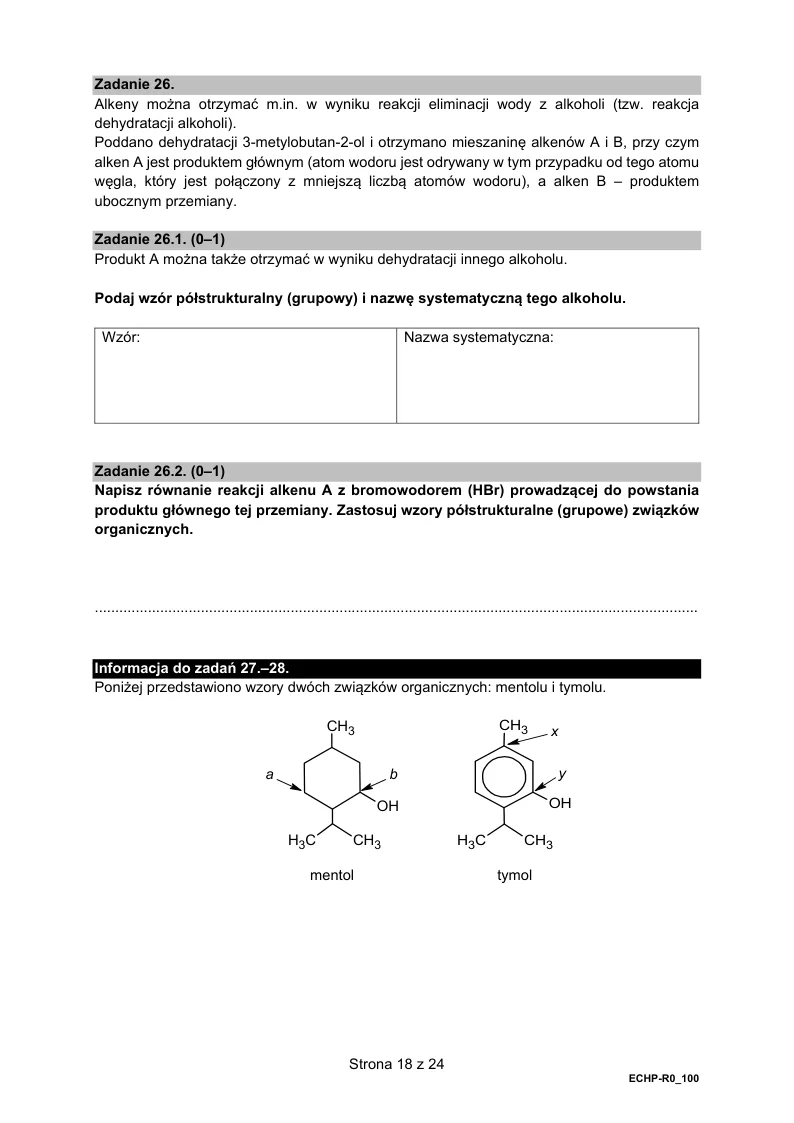 Zadanie 26.
Alkeny można otrzymać m.in. w wyniku reakcji eliminacji wody z alkoholi (tzw. reakcja
dehydratacji alkoholi).
Poddano dehydratacji 3-metylobutan-2-ol i otrzymano mieszaninę alkenów A i B, przy czym
alken A jest produktem głównym (atom wodoru jest odrywany w tym przypadku od tego atomu
węgla, który jest połączony z mniejszą liczbą atomów wodoru), a alken B – produktem
ubocznym przemiany.
Zadanie 26.1. (0–1)
Produkt A można także otrzymać w wyniku dehydratacji innego alkoholu.
Podaj wzór półstrukturalny (grupowy) i nazwę systematyczną tego alkoholu.
Wzór:
Nazwa systematyczna:
Zadanie 26.2. (0–1)
Napisz równanie reakcji alkenu A z bromowodorem (HBr) prowadzącej do powstania
produktu głównego tej przemiany. Zastosuj wzory półstrukturalne (grupowe) związków
organicznych.
Informacja do zadań 27.–28.
Poniżej przedstawiono wzory dwóch związków organicznych: mentolu i tymolu.
CH3
a
b
OH
H3C
CH3
mentol
CH3
x
y
OH
H3C
CH3
tymol
Strona 18 z 24
ECHP-R0_100